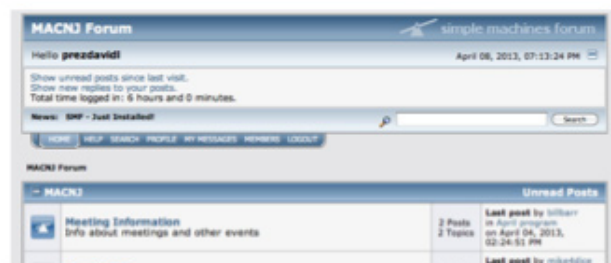 MACNJ Forum
simple machines forum
Hello prezdavidl
April 08, 2013, 07:13:24 PM
Show unread posts since last visit.
Show new replies to your posts.
Total time logged in: 6 hours and 0 minutes.
News: SMF - Just Installed!
Search
HOME HELP SEARCH PROFILE MY MESSAGES MEMBERS LOGOUT
MACNJ Forum
MACNJ
Unread Posts
Meeting Information
Info about meetings and other events
2 Posts
2 Topics
Last post by billbarr
in April program
on April 04, 2013,
02:24:51 PM
Last post by